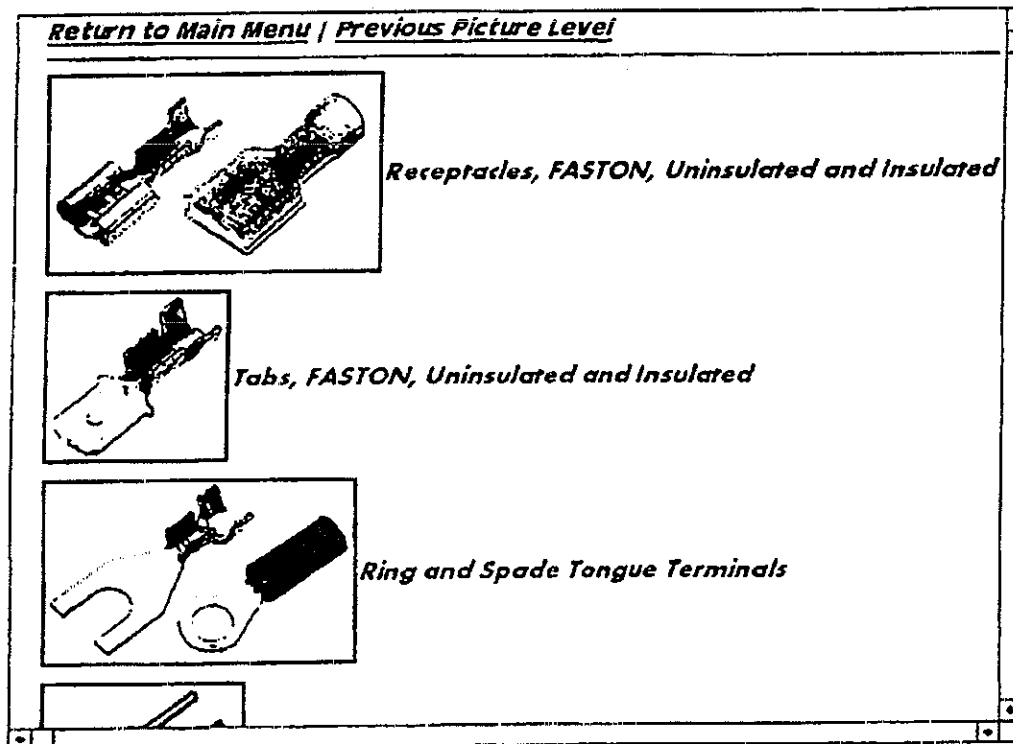 Return to Main Menu | Previous Picture Level
Receptacles, FASTON, Uninsulated and Insulated
Tabs, FASTON, Uninsulated and Insulated
Ring and Spade Tongue Terminals